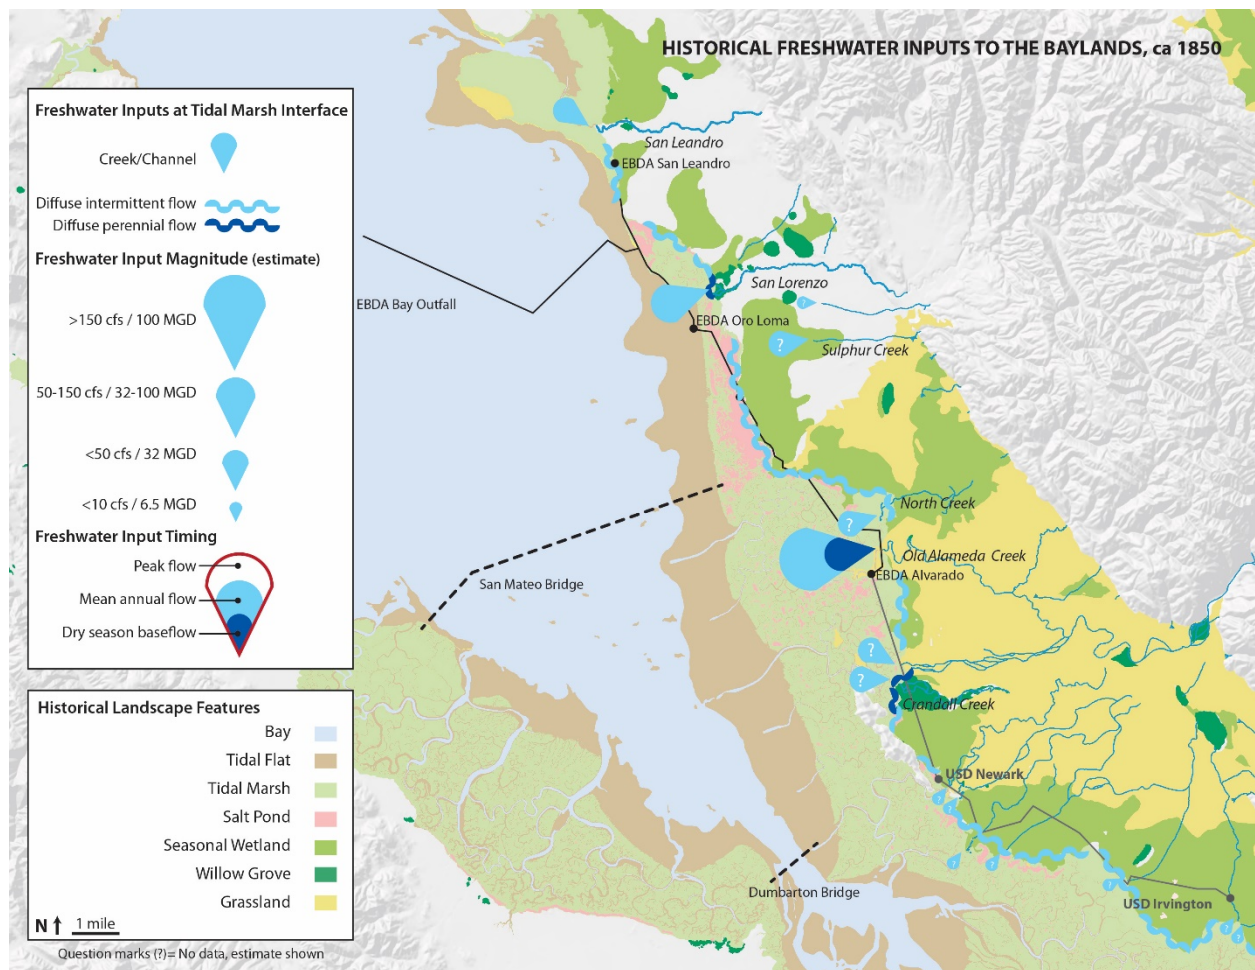 HISTORICAL FRESHWATER INPUTS TO THE BAYLANDS, ca 1850
Freshwater Inputs at Tidal Marsh Interface
Creek/Channel
Diffuse intermittent flow
Diffuse perennial flow
Freshwater Input Magnitude (estimate)
>150 cfs / 100 MGD
50-150 cfs / 32-100 MGD
<50 cfs / 32 MGD
<10 cfs / 6.5 MGD
Freshwater Input Timing
Peak flow
Mean annual flow
Dry season baseflow
Historical Landscape Features
Bay
Tidal Flat
Tidal Marsh
Salt Pond
Seasonal Wetland
Willow Grove
Grassland
N
1 mile
Question marks (?)= No data, estimate shown
San Leandro
EBDA San Leandro
San Lorenzo
EBDA Bay Outfall
?
EBDA Oro Loma
?
Sulphur Creek
North Creek
?
Old Alameda Creek
EBDA Alvarado
San Mateo Bridge
?
?
Crandall Creek
USD Newark
?
?
?
?
Dumbarton Bridge
?
USD Irvington
?
?